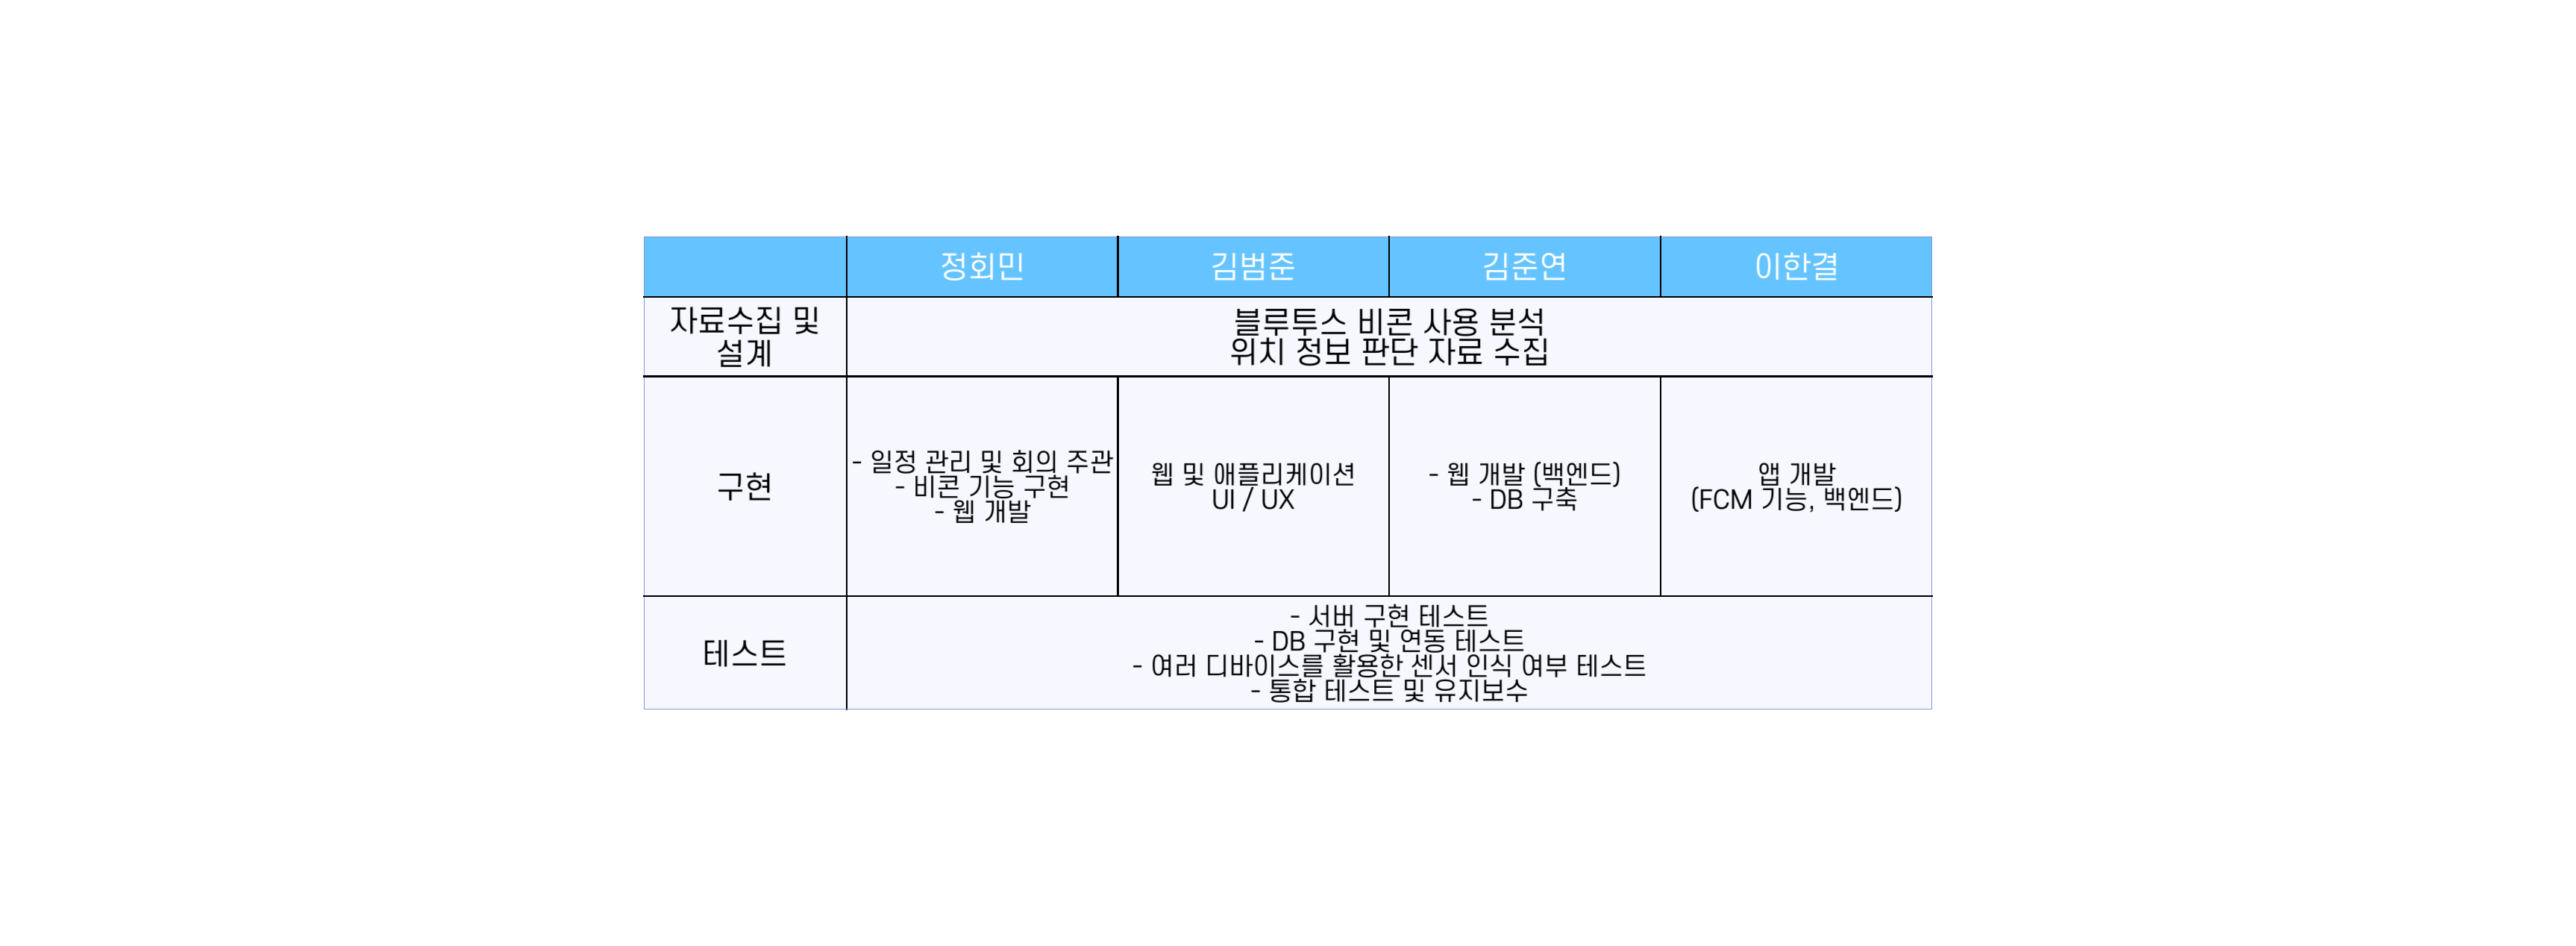 정회민 김범준 김준연 이한결
자료수집 및
설계
블루투스 비콘 사용 분석
위치 정보 판단 자료 수집
구현
- 일정 관리 및 회의 주관
- 비콘 기능 구현
- 웹 개발
웹 및 애플리케이션
UI / UX
- 웹 개발 (백엔드)
- DB 구축
앱 개발
(FCM 기능, 백엔드)
테스트
- 서버 구현 테스트
- DB 구현 및 연동 테스트
- 여러 디바이스를 활용한 센서 인식 여부 테스트
- 통합 테스트 및 유지보수